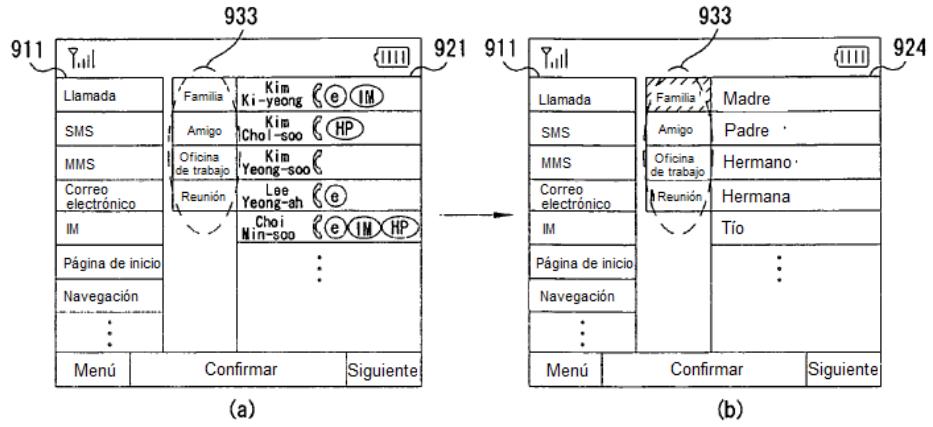 933
933
911
921
911
924
Llamada
SMS
MMS
Correo
electrónico
IM
Página de inicio
Navegación
Familia
Amigo
Oficina
de trabajo
Reunión
Kim
Ki-yeong e IM
Kim
Chol-soo HP
Kim
Yeong-soo
Lee
Yeong-ah e
Choi
Min-soo e IM HP
Menú Confirmar Siguiente
(a)
Llamada
SMS
MMS
Correo
electrónico
IM
Página de inicio
Navegación
Familia
Amigo
Oficina
de trabajo
Reunión
Madre
Padre
Hermano
Hermana
Tío
Menú Confirmar Siguiente
(b)